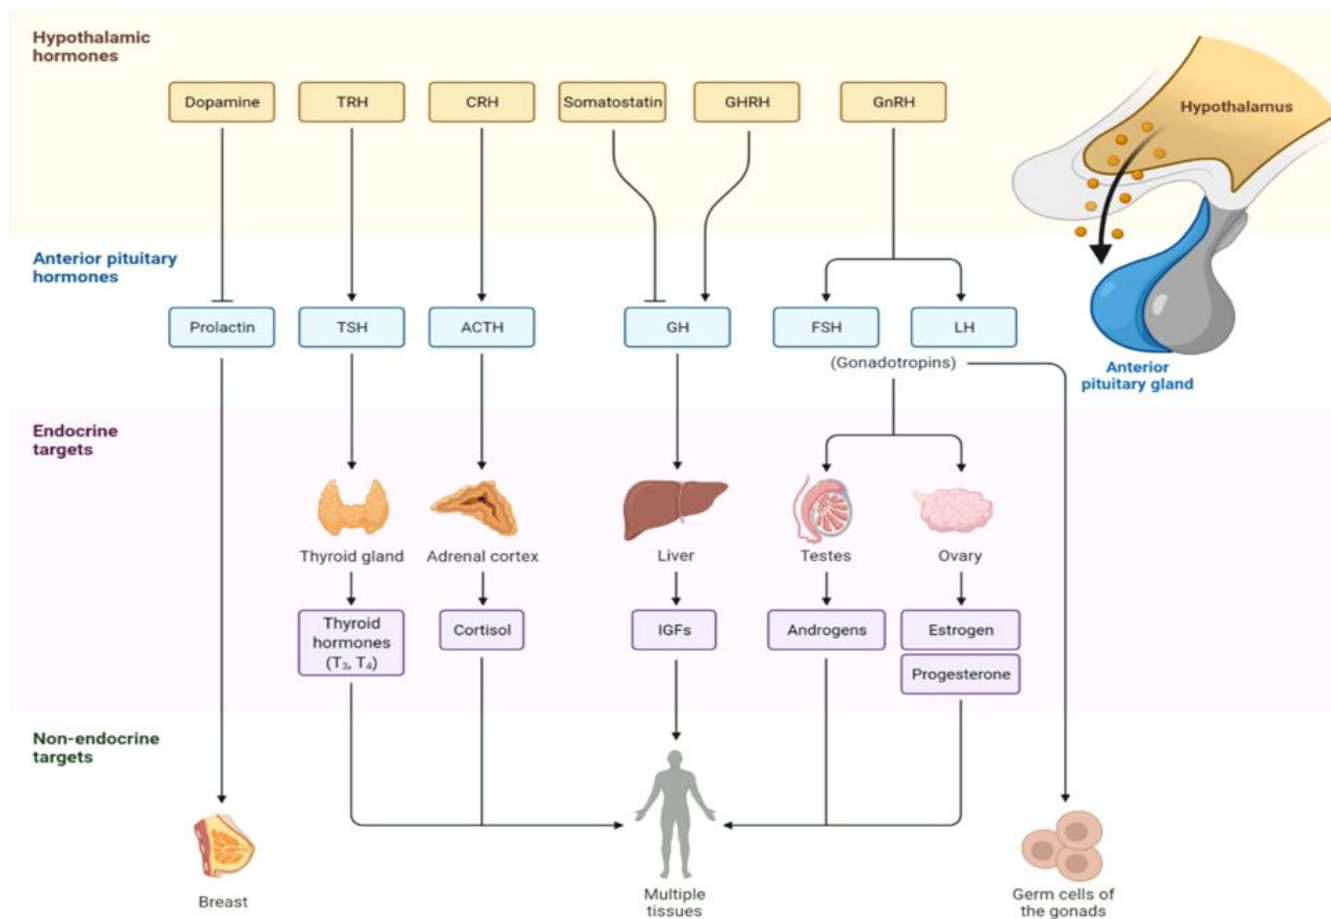 Hypothalamic
hormones
Dopamine
TRH
CRH
Somatostatin
GHRH
GnRH
Hypothalamus
Anterior pituitary
hormones
Prolactin
TSH
ACTH
GH
FSH
LH
(Gonadotropins)
Anterior
pituitary gland
Endocrine
targets
Thyroid gland
Adrenal cortex
Liver
Testes
Ovary
Thyroid
hormones
(T₃, T₄)
Cortisol
IGFs
Androgens
Estrogen
Progesterone
Non-endocrine
targets
Breast
Multiple
tissues
Germ cells of
the gonads